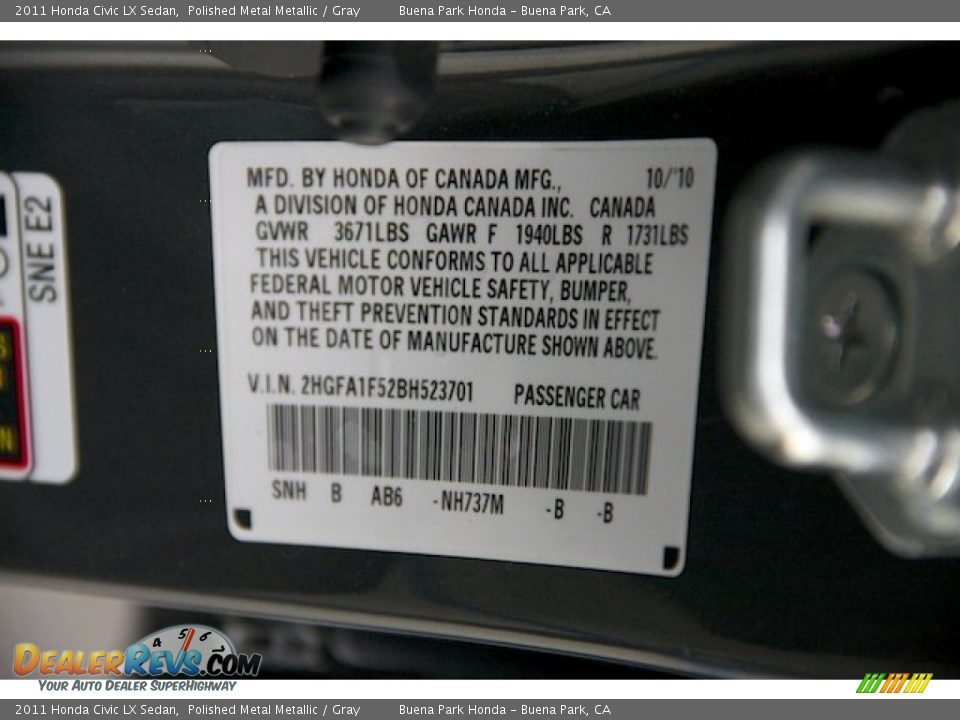 2011 Honda Civic LX Sedan, Polished Metal Metallic / Gray Buena Park Honda – Buena Park, CA
MFD. BY HONDA OF CANADA MFG., 10/'10
A DIVISION OF HONDA CANADA INC. CANADA
GVWR 3671LBS GAWR F 1940LBS R 1731LBS
THIS VEHICLE CONFORMS TO ALL APPLICABLE
FEDERAL MOTOR VEHICLE SAFETY, BUMPER,
AND THEFT PREVENTION STANDARDS IN EFFECT
ON THE DATE OF MANUFACTURE SHOWN ABOVE.
V.I.N. 2HGFA1F52BH523701 PASSENGER CAR
SNH B AB6 -NH737M -B -B
SNE E2
4 5 6
DEALERREVS.COM
YOUR AUTO DEALER SUPERHIGHWAY
2011 Honda Civic LX Sedan, Polished Metal Metallic / Gray Buena Park Honda – Buena Park, CA